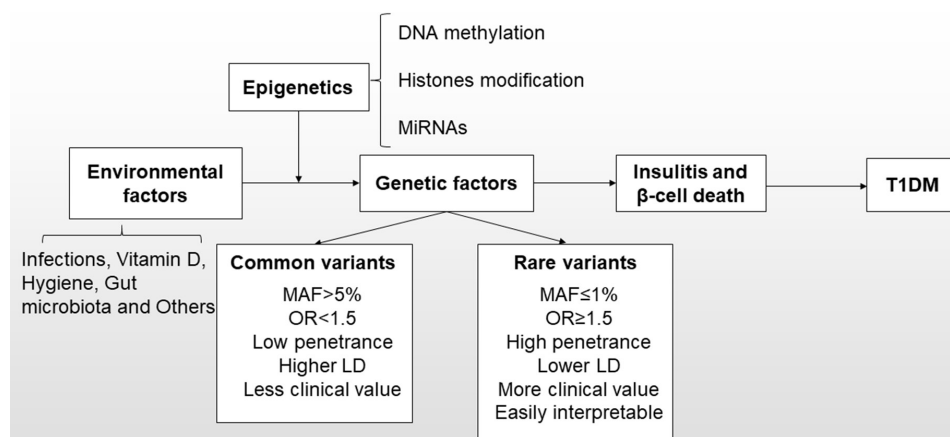 DNA methylation
Epigenetics
Histones modification
MiRNAs
Environmental
factors
Genetic factors
Insulitis and
β-cell death
T1DM
Infections, Vitamin D,
Hygiene, Gut
microbiota and Others
Common variants
MAF>5%
OR<1.5
Low penetrance
Higher LD
Less clinical value
Rare variants
MAF≤1%
OR≥1.5
High penetrance
Lower LD
More clinical value
Easily interpretable